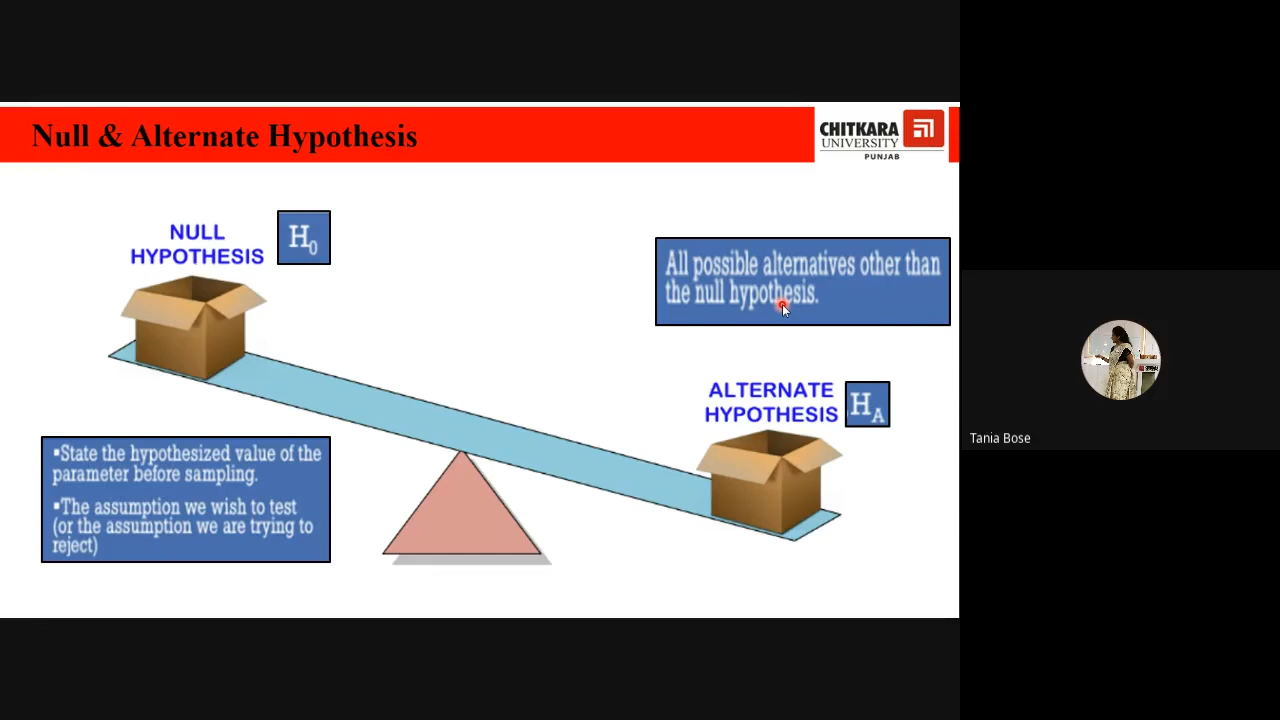 Null & Alternate Hypothesis
CHITKARA
UNIVERSITY
PUNJAB
NULL
HYPOTHESIS
H0
All possible alternatives other than
the null hypothesis.
ALTERNATE
HYPOTHESIS
HA
▪State the hypothesized value of the
parameter before sampling.
▪The assumption we wish to test
(or the assumption we are trying to
reject)
Tania Bose